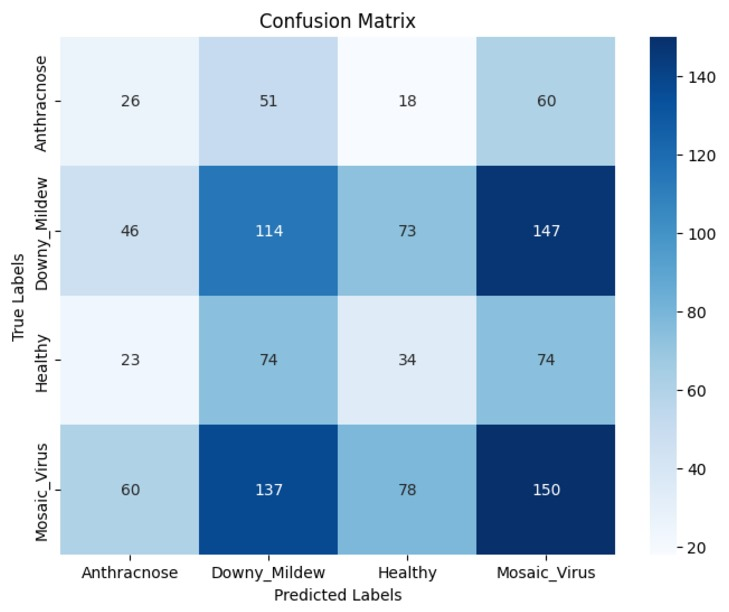 Confusion Matrix
True Labels
Anthracnose
26 51 18 60
Downy_Mildew
46 114 73 147
Healthy
23 74 34 74
Mosaic_Virus
60 137 78 150
Anthracnose Downy_Mildew Healthy Mosaic_Virus
Predicted Labels
140
120
100
80
60
40
20